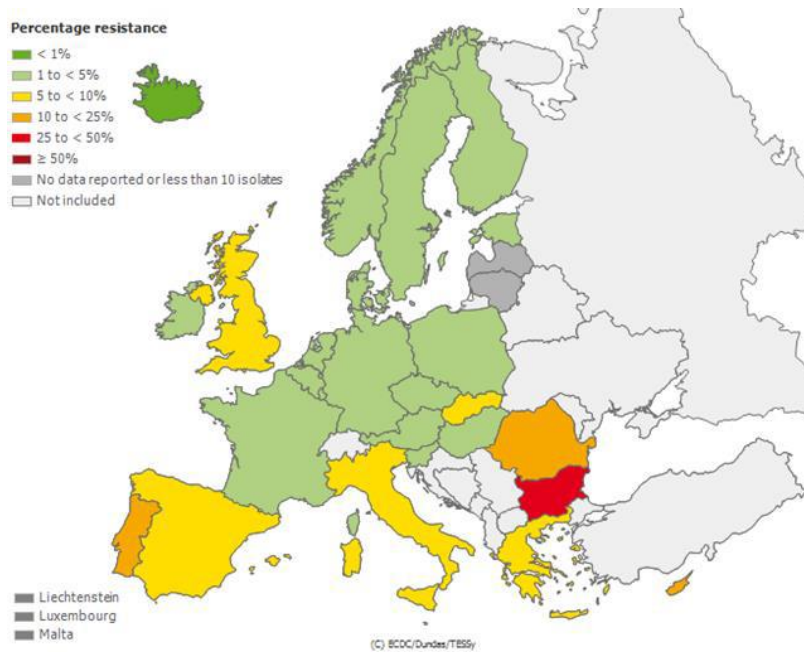 Percentage resistance
< 1%
1 to < 5%
5 to < 10%
10 to < 25%
25 to < 50%
≥ 50%
No data reported or less than 10 isolates
Not included
Liechtenstein
Luxembourg
Malta
(C) ECDC/Dundas/TESSy